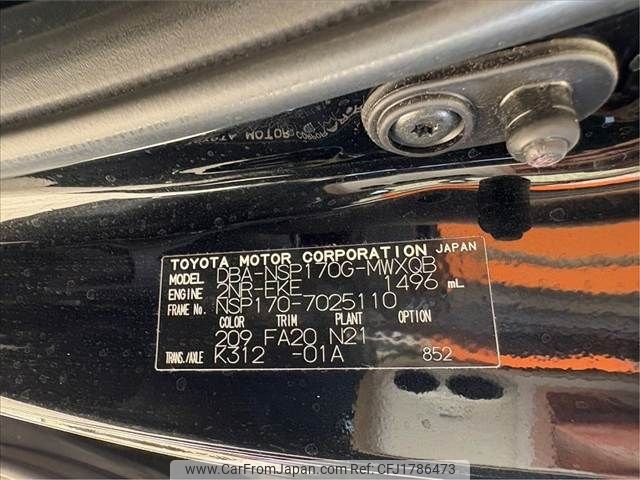 TOYOTA MOTOR CORPORATION JAPAN
MODEL DBA-NSP170G-MWXQB
ENGINE 2NR-FKE 1496 mL
FRAME No. NSP170-7025110
COLOR TRIM PLANT OPTION
209 FA20 N21
TRANS./AXLE K312 -01A 852
www.CarFromJapan.com Ref ID: CFJ1786473